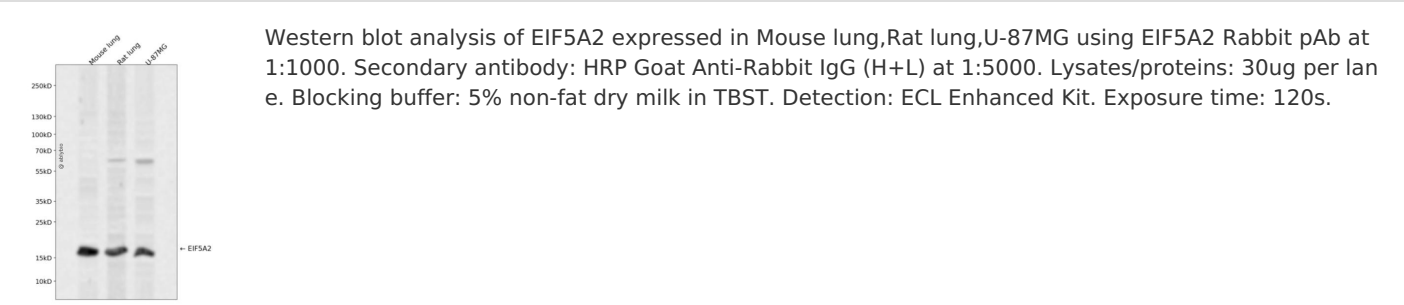 Mouse lung
Rat lung
U-87MG
250kD
130kD
100kD
70kD
55kD
35kD
25kD
15kD
10kD
← EIF5A2
Western blot analysis of EIF5A2 expressed in Mouse lung,Rat lung,U-87MG using EIF5A2 Rabbit pAb at
1:1000. Secondary antibody: HRP Goat Anti-Rabbit IgG (H+L) at 1:5000. Lysates/proteins: 30ug per lan
e. Blocking buffer: 5% non-fat dry milk in TBST. Detection: ECL Enhanced Kit. Exposure time: 120s.